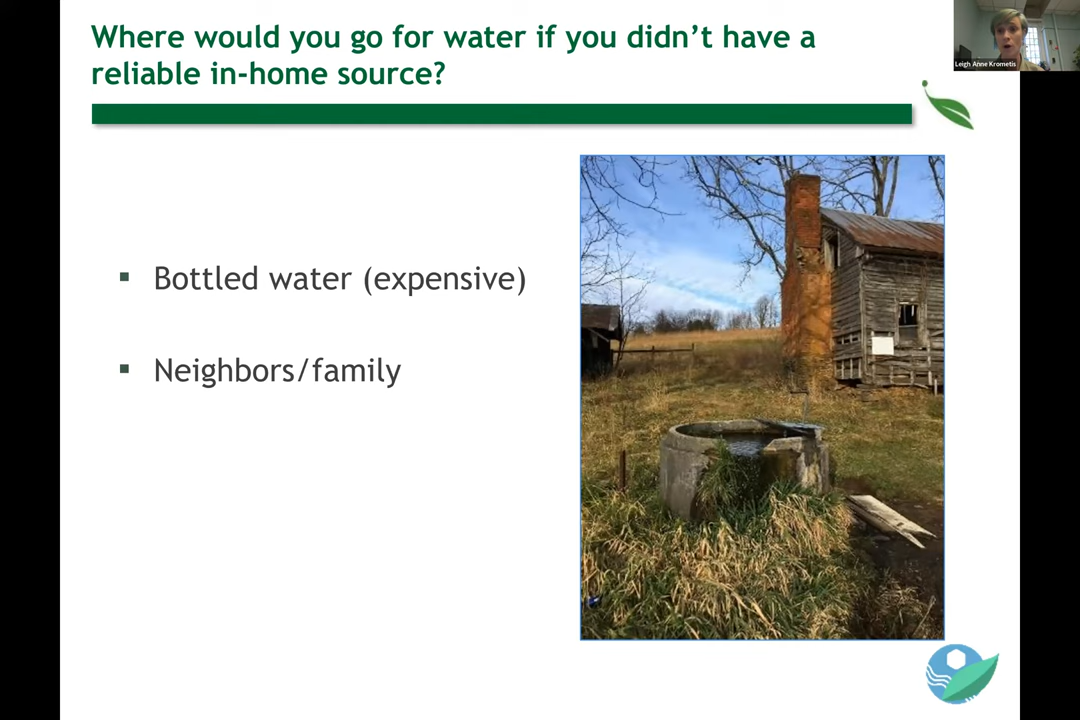 Where would you go for water if you didn't have a
reliable in-home source?
Leigh Anne Krometis
▪ Bottled water (expensive)
▪ Neighbors/family